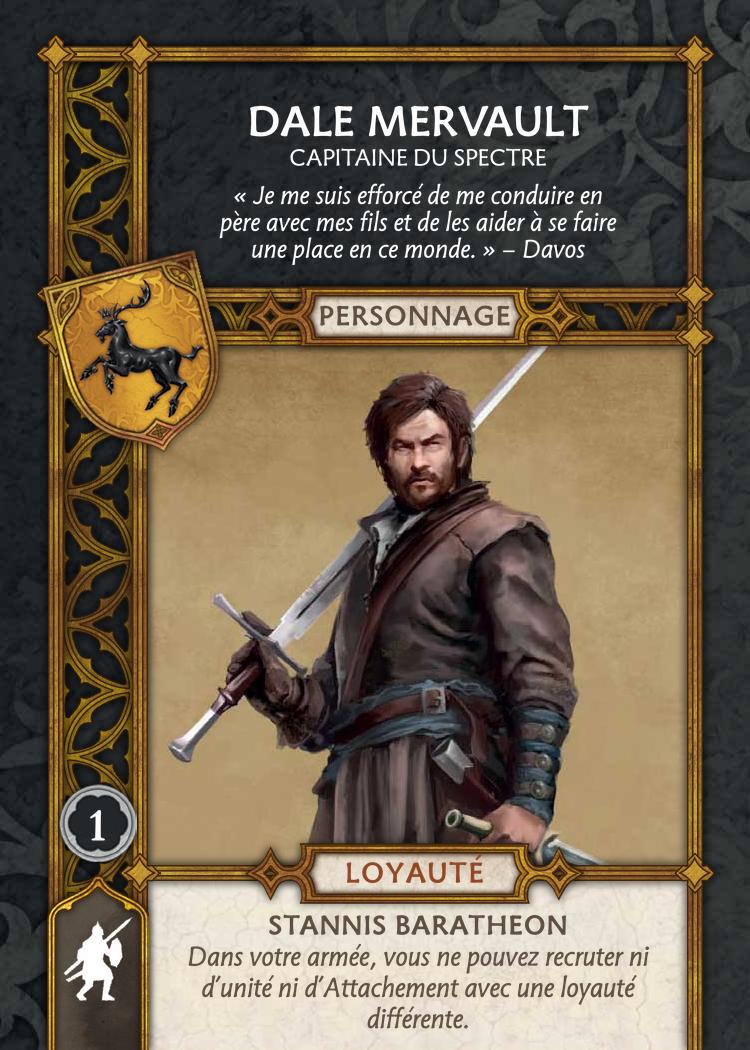 DALE MERVAULT
CAPITAINE DU SPECTRE
« Je me suis efforcé de me conduire en
père avec mes fils et de les aider à se faire
une place en ce monde. » – Davos
PERSONNAGE
1
LOYAUTÉ
STANNIS BARATHEON
Dans votre armée, vous ne pouvez recruter ni
d'unité ni d'Attachement avec une loyauté
différente.